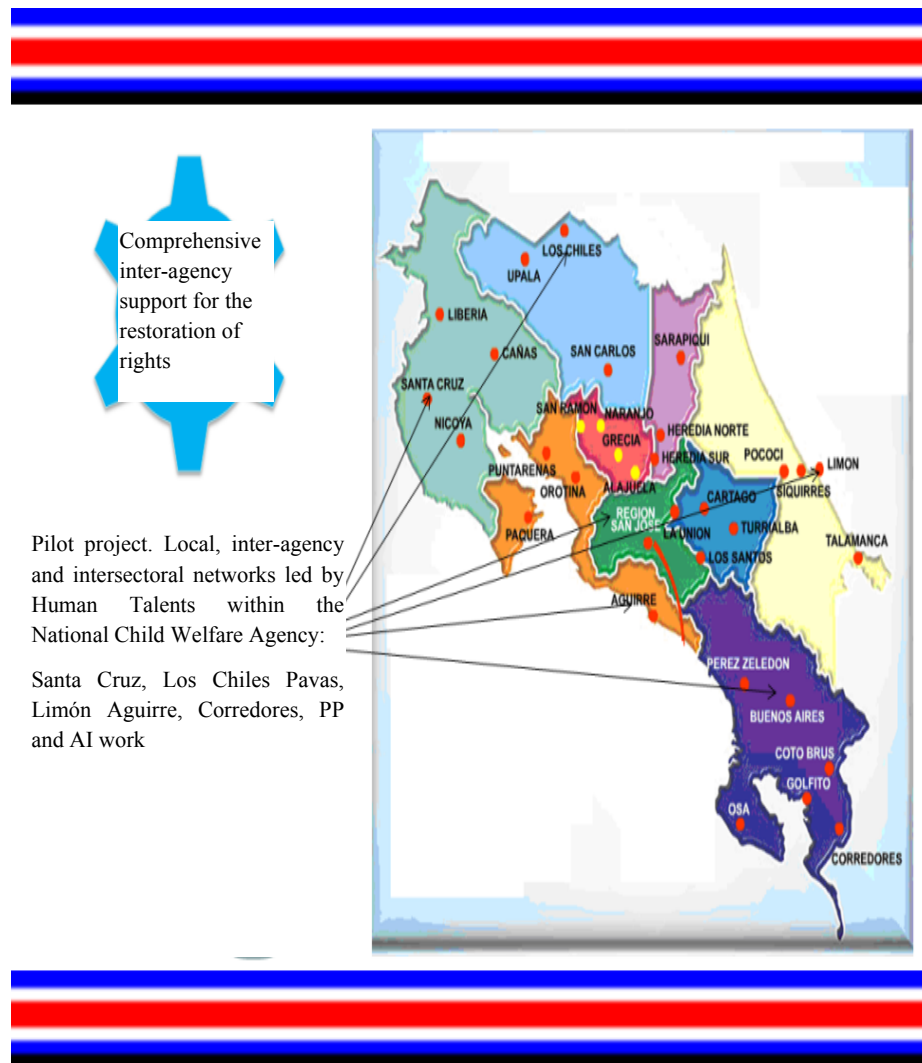 Comprehensive
inter-agency
support for the
restoration of
rights
Pilot project. Local, inter-agency
and intersectoral networks led by
Human Talents within the
National Child Welfare Agency:
Santa Cruz, Los Chiles Pavas,
Limón Aguirre, Corredores, PP
and AI work
LOS CHILES
UPALA
LIBERIA
CAÑAS
SAN CARLOS
SARAPIQUI
SANTA CRUZ
NICOYA
SAN RAMON
NARANJO
GRECIA
HEREDIA NORTE
HEREDIA SUR
POCOCI
LIMON
SIQUIRRES
PUNTARENAS
OROTINA
ALAJUELA
CARTAGO
REGION
SAN JOSE
LA UNION
TURRIALBA
PAQUERA
LOS SANTOS
TALAMANCA
AGUIRRE
PEREZ ZELEDON
BUENOS AIRES
COTO BRUS
GOLFITO
OSA
CORREDORES